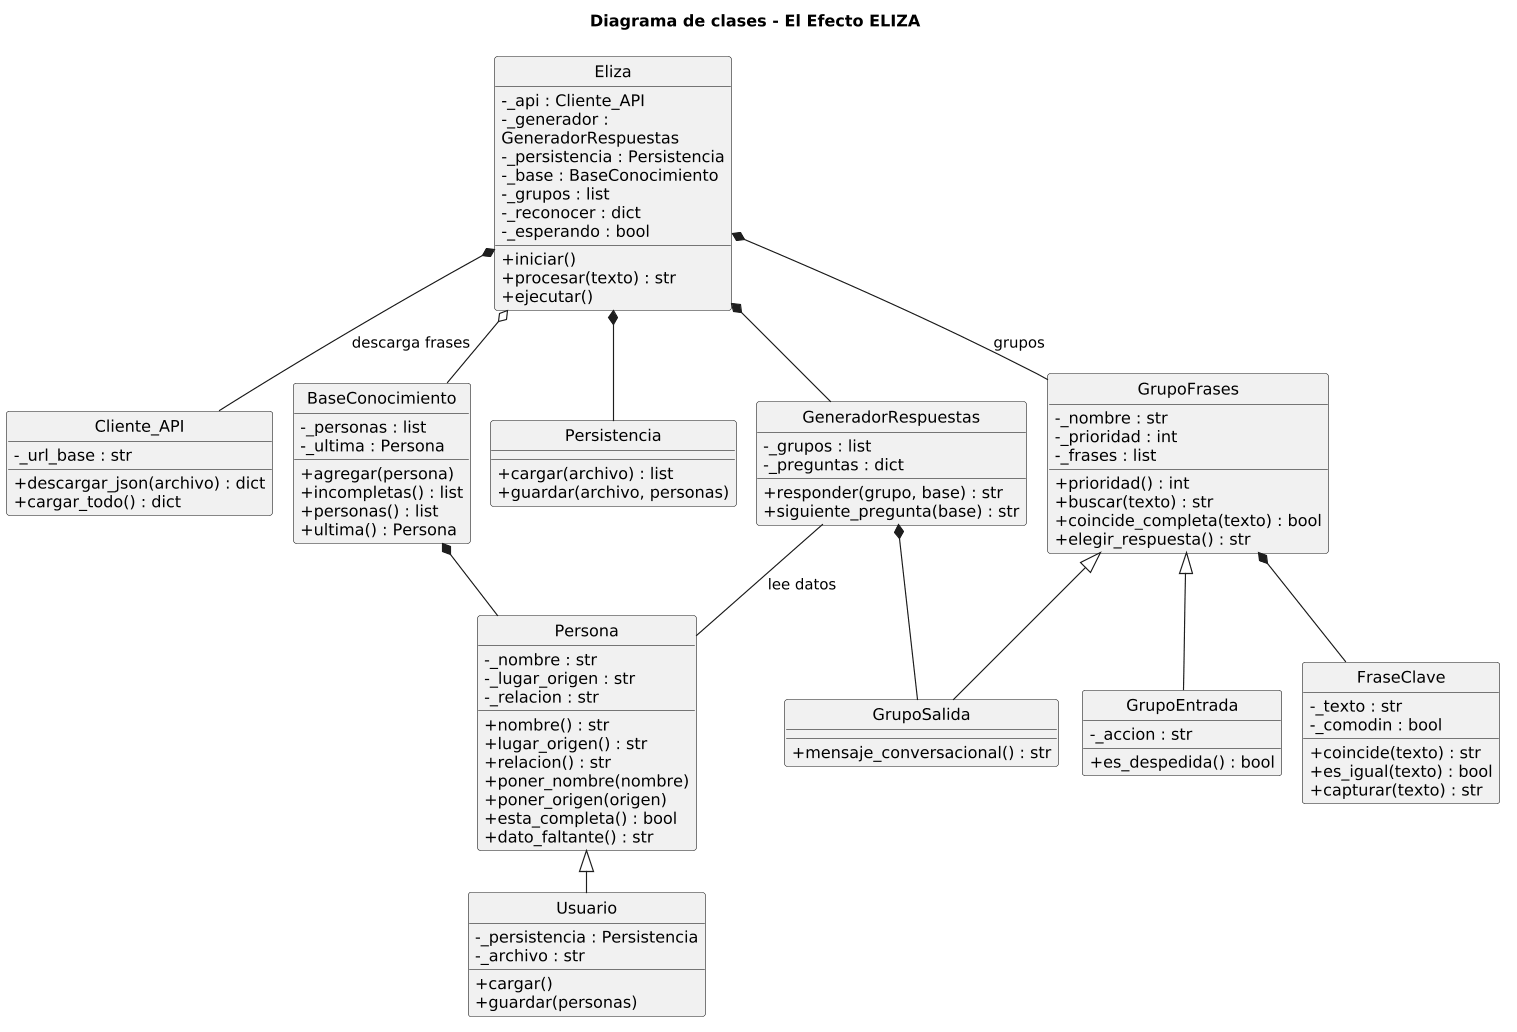 Diagrama de clases - El Efecto ELIZA
Eliza
-_api : Cliente_API
-_generador :
GeneradorRespuestas
-_persistencia : Persistencia
-_base : BaseConocimiento
-_grupos : list
-_reconocer : dict
-_esperando : bool
+iniciar()
+procesar(texto) : str
+ejecutar()
descarga frases
grupos
Cliente_API
-_url_base : str
+descargar_json(archivo) : dict
+cargar_todo() : dict
BaseConocimiento
-_personas : list
-_ultima : Persona
+agregar(persona)
+incompletas() : list
+personas() : list
+ultima() : Persona
Persistencia
+cargar(archivo) : list
+guardar(archivo, personas)
GeneradorRespuestas
-_grupos : list
-_preguntas : dict
+responder(grupo, base) : str
+siguiente_pregunta(base) : str
GrupoFrases
-_nombre : str
-_prioridad : int
-_frases : list
+prioridad() : int
+buscar(texto) : str
+coincide_completa(texto) : bool
+elegir_respuesta() : str
lee datos
Persona
-_nombre : str
-_lugar_origen : str
-_relacion : str
+nombre() : str
+lugar_origen() : str
+relacion() : str
+poner_nombre(nombre)
+poner_origen(origen)
+esta_completa() : bool
+dato_faltante() : str
GrupoSalida
+mensaje_conversacional() : str
GrupoEntrada
-_accion : str
+es_despedida() : bool
FraseClave
-_texto : str
-_comodin : bool
+coincide(texto) : str
+es_igual(texto) : bool
+capturar(texto) : str
Usuario
-_persistencia : Persistencia
-_archivo : str
+cargar()
+guardar(personas)